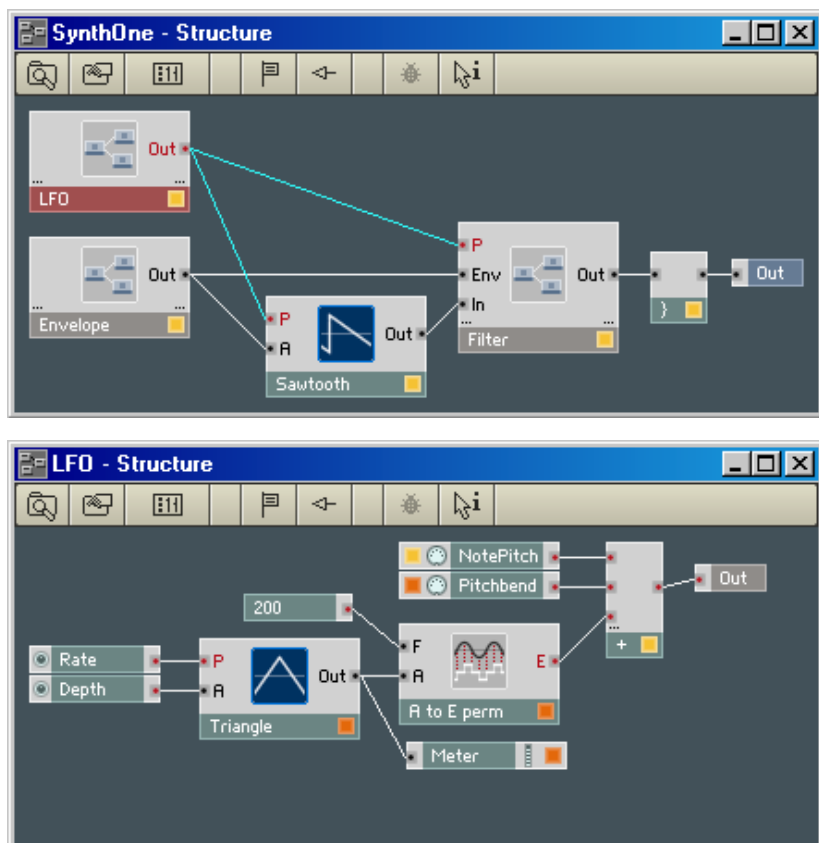 SynthOne - Structure
i
Out
...
...
LFO
P
Env
Out
Out
In
...
...
Filter
}
Out
...
...
Envelope
P
A
Out
Sawtooth
LFO - Structure
i
NotePitch
Pitchbend
Out
...
+
200
F
A
E
A to E perm
Rate
Depth
P
A
Out
Triangle
Meter